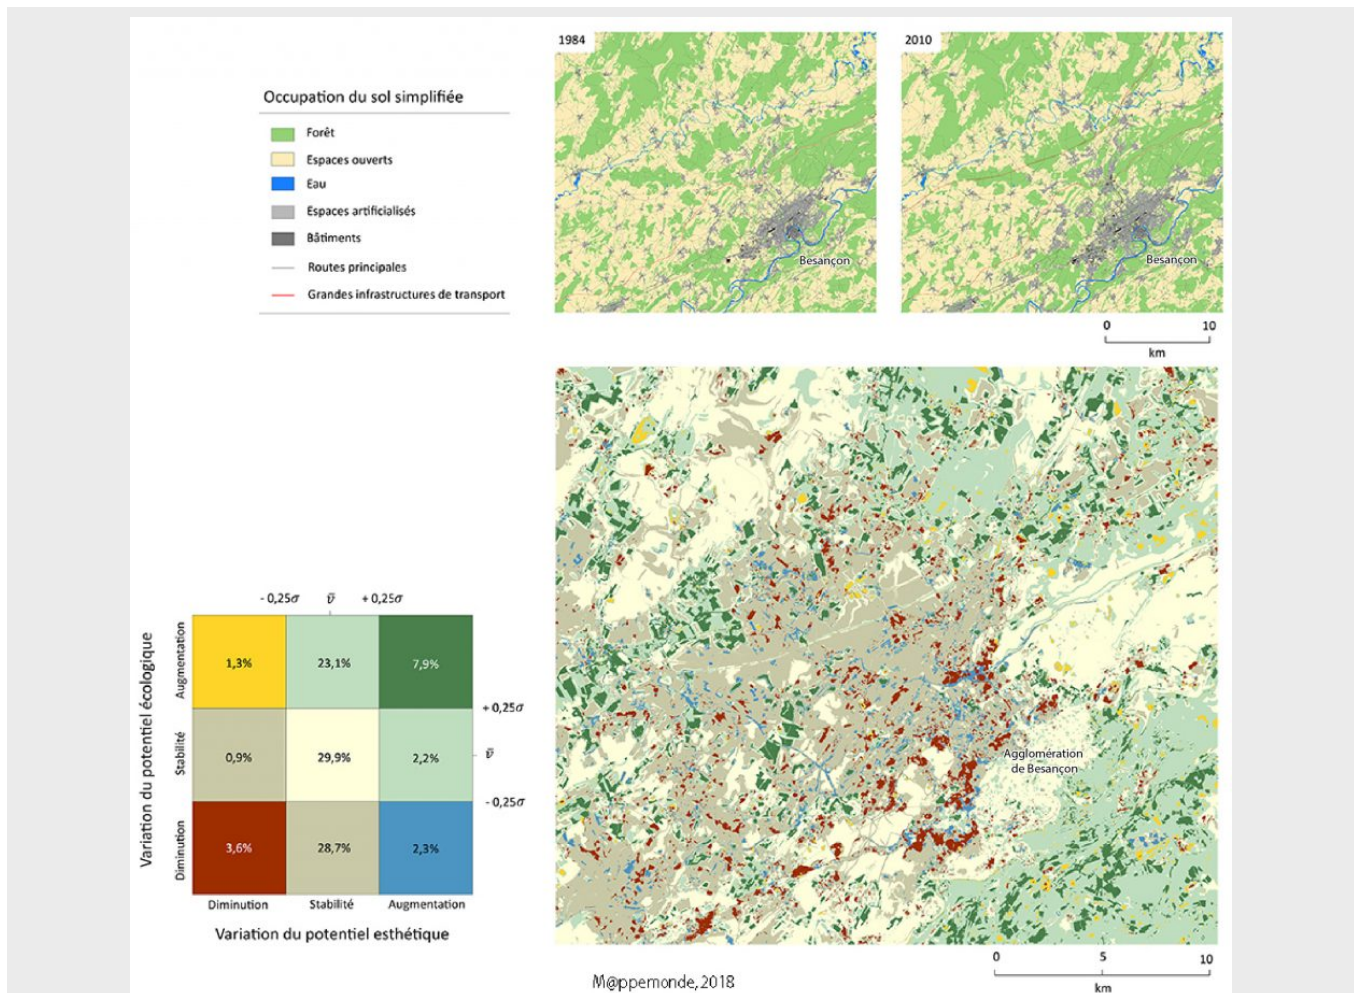 1984
2010
Occupation du sol simplifiée
Forêt
Espaces ouverts
Eau
Espaces artificialisés
Bâtiments
Routes principales
Grandes infrastructures de transport
Besançon
Besançon
0 10
km
- 0,25σ v̅ + 0,25σ
Variation du potentiel écologique
Augmentation
Stabilité
Diminution
1,3% 23,1% 7,9%
+ 0,25σ
0,9% 29,9% 2,2%
v̅
- 0,25σ
3,6% 28,7% 2,3%
Diminution Stabilité Augmentation
Variation du potentiel esthétique
Agglomération
de Besançon
0 5 10
km
M@ppemonde, 2018